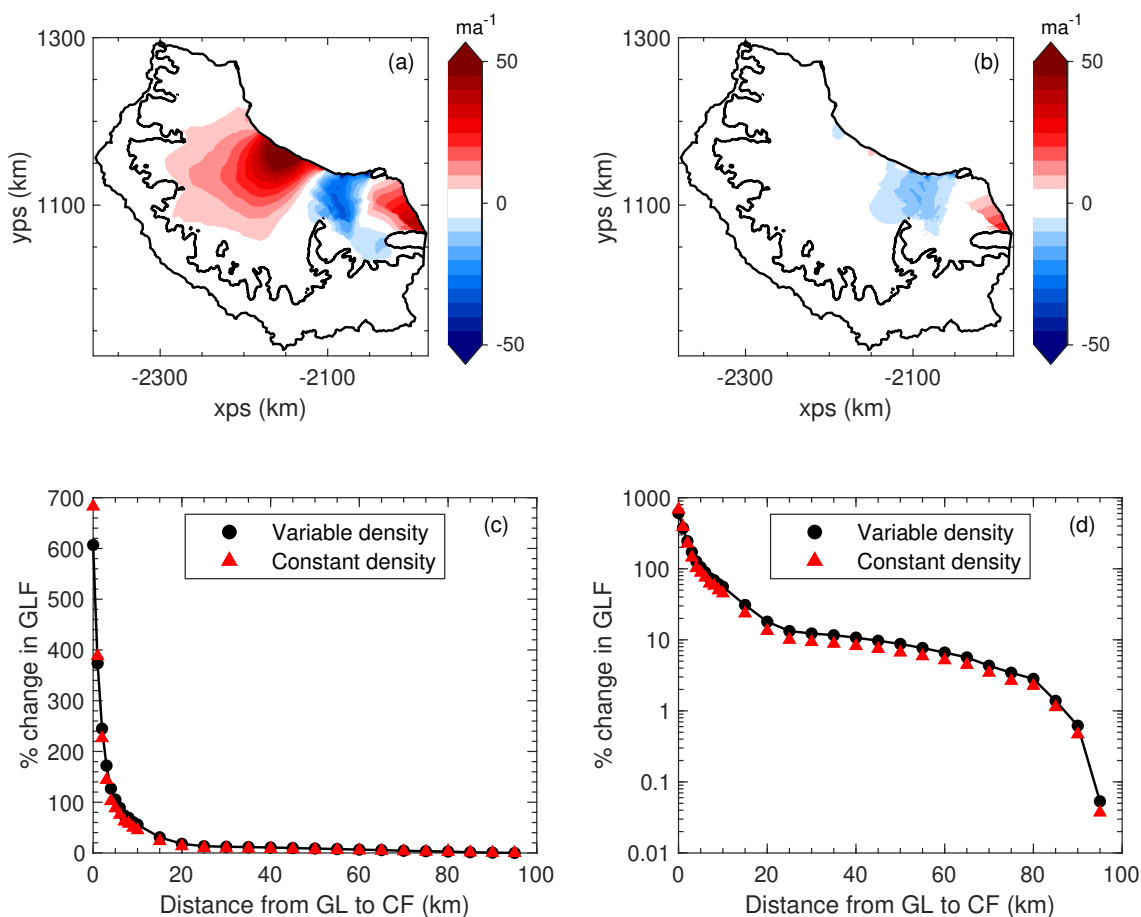 ma-1
ma-1
1300
(a)
50
1300
(b)
50
yps (km)
1100
0
yps (km)
1100
0
-50
-50
-2300
-2100
-2300
-2100
xps (km)
xps (km)
700
(c)
1000
(d)
Variable density
Variable density
600
Constant density
Constant density
100
500
% change in GLF
400
% change in GLF
10
300
1
200
0.1
100
0
0.01
0 20 40 60 80 100
0 20 40 60 80 100
Distance from GL to CF (km)
Distance from GL to CF (km)